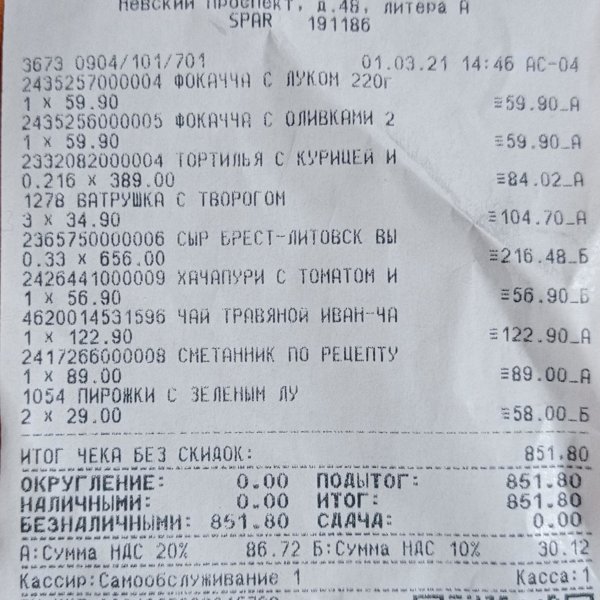 Невский проспект, д.48, литера А
SPAR 191186
3673 0904/101/701 01.03.21 14:46 АС-04
2435257000004 ФОКАЧЧА С ЛУКОМ 220г
1 × 59.90 ≡59.90_А
2435256000005 ФОКАЧЧА С ОЛИВКАМИ 2
1 × 59.90 ≡59.90_А
2332082000004 ТОРТИЛЬЯ С КУРИЦЕЙ И
0.216 × 389.00 ≡84.02_А
1278 ВАТРУШКА С ТВОРОГОМ
3 × 34.90 ≡104.70_А
2365750000006 СЫР БРЕСТ-ЛИТОВСК ВЫ
0.33 × 656.00 ≡216.48_Б
2426441000009 ХАЧАПУРИ С ТОМАТОМ И
1 × 56.90 ≡56.90_Б
4620014531596 ЧАЙ ТРАВЯНОЙ ИВАН-ЧА
1 × 122.90 ≡122.90_А
2417266000008 СМЕТАННИК ПО РЕЦЕПТУ
1 × 89.00 ≡89.00_А
1054 ПИРОЖКИ С ЗЕЛЕНЫМ ЛУ
2 × 29.00 ≡58.00_Б
ИТОГ ЧЕКА БЕЗ СКИДОК: 851.80
ОКРУГЛЕНИЕ: 0.00 ПОДЫТОГ: 851.80
НАЛИЧНЫМИ: 0.00 ИТОГ: 851.80
БЕЗНАЛИЧНЫМИ: 851.80 СДАЧА: 0.00
А:Сумма НДС 20% 86.72 Б:Сумма НДС 10% 30.12
Кассир:Самообслуживание 1 Касса:1